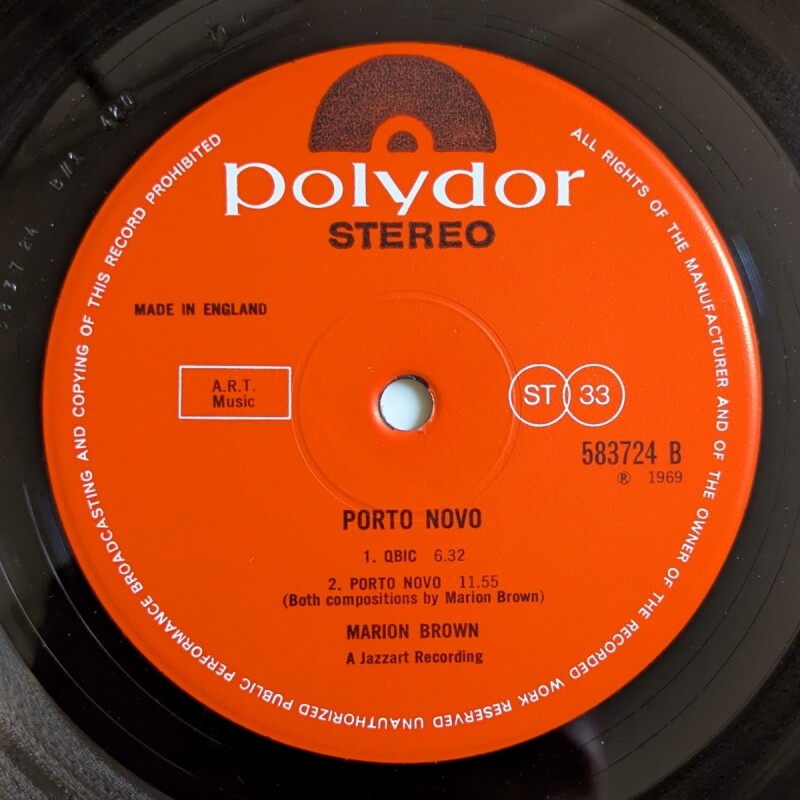 polydor
STEREO
MADE IN ENGLAND
A.R.T.
Music
ST 33
583724 B
Ⓡ 1969
PORTO NOVO
1. QBIC 6.32
2. PORTO NOVO 11.55
(Both compositions by Marion Brown)
MARION BROWN
A Jazzart Recording
ALL RIGHTS OF THE MANUFACTURER AND OF THE OWNER OF THE RECORDED WORK RESERVED UNAUTHORIZED PUBLIC PERFORMANCE BROADCASTING AND COPYING OF THIS RECORD PROHIBITED